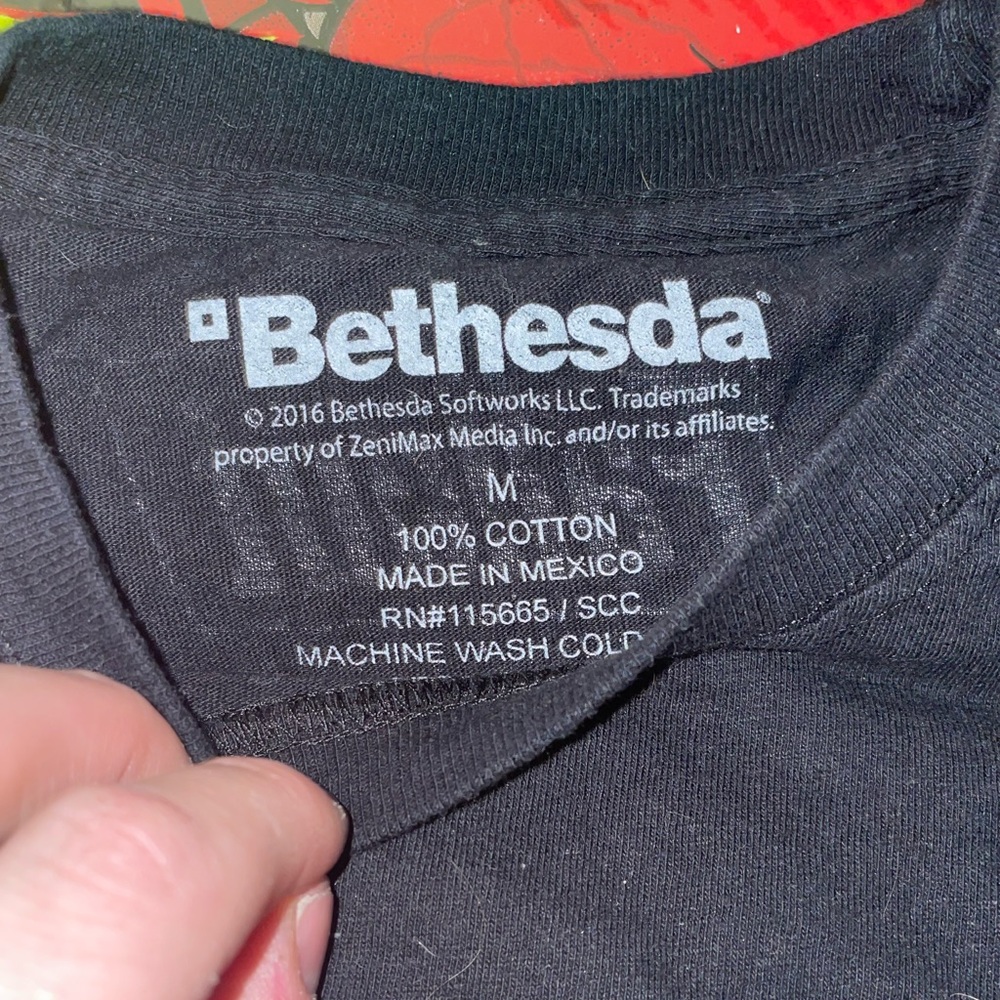 Bethesda®
© 2016 Bethesda Softworks LLC. Trademarks
property of ZeniMax Media Inc. and/or its affiliates.
M
100% COTTON
MADE IN MEXICO
RN#115665 / SCC
MACHINE WASH COLD